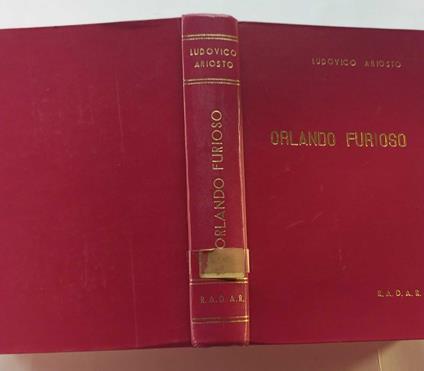 LUDOVICO
ARIOSTO
ORLANDO FURIOSO
R.A.D.A.R.
LUDOVICO ARIOSTO
ORLANDO FURIOSO
R.A.D.A.R.